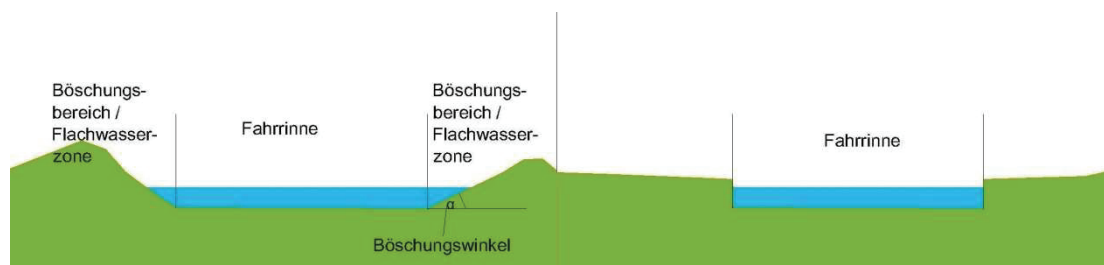 Böschungs-
bereich /
Flachwasser-
zone
Fahrrinne
Böschungs-
bereich /
Flachwasser-
zone
α
Böschungswinkel
Fahrrinne